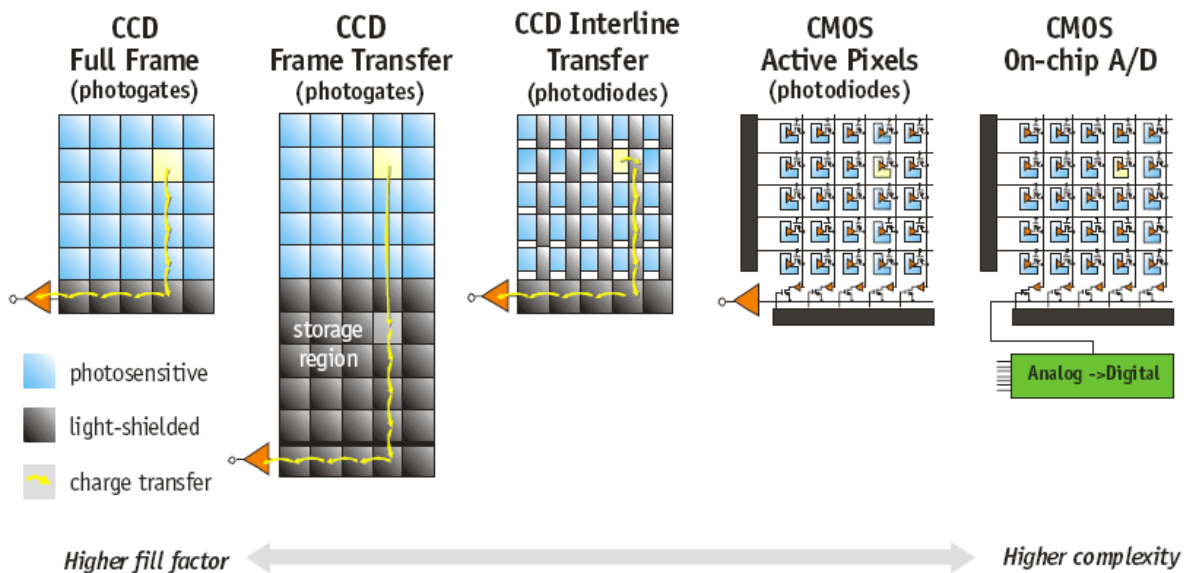 CCD
Full Frame
(photogates)
CCD
Frame Transfer
(photogates)
CCD Interline
Transfer
(photodiodes)
CMOS
Active Pixels
(photodiodes)
CMOS
On-chip A/D
storage
region
photosensitive
light-shielded
charge transfer
Analog ->Digital
Higher fill factor
Higher complexity